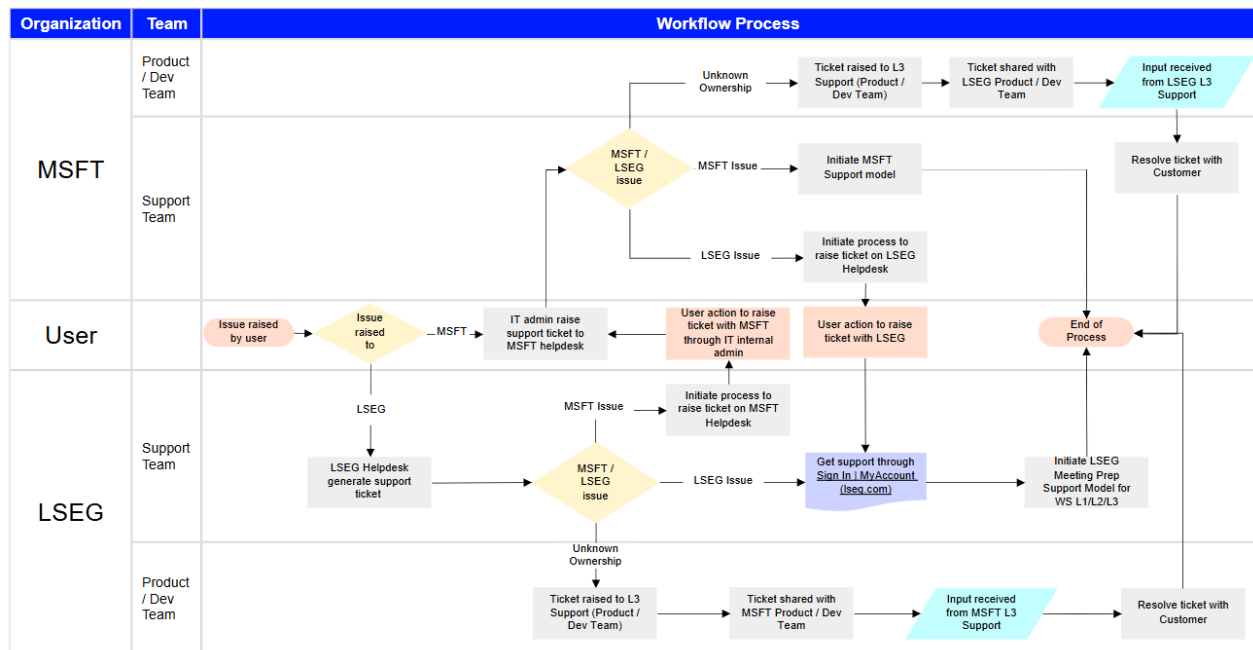 Organization
Team
Workflow Process
MSFT
Product
/ Dev
Team
Unknown
Ownership
Ticket raised to L3
Support (Product /
Dev Team)
Ticket shared with
LSEG Product / Dev
Team
Input received
from LSEG L3
Support
Support
Team
MSFT /
LSEG
issue
MSFT Issue
Initiate MSFT
Support model
Resolve ticket with
Customer
LSEG Issue
Initiate process to
raise ticket on LSEG
Helpdesk
User
Issue raised
by user
Issue
raised
to
MSFT
IT admin raise
support ticket to
MSFT helpdesk
User action to raise
ticket with MSFT
through IT internal
admin
User action to raise
ticket with LSEG
End of
Process
LSEG
LSEG
Support
Team
MSFT Issue
Initiate process to
raise ticket on MSFT
Helpdesk
LSEG Helpdesk
generate support
ticket
MSFT /
LSEG
issue
LSEG Issue
Get support through
Sign In | MyAccount
(lseg.com)
Initiate LSEG
Meeting Prep
Support Model for
WS L1/L2/L3
Product
/ Dev
Team
Unknown
Ownership
Ticket raised to L3
Support (Product /
Dev Team)
Ticket shared with
MSFT Product / Dev
Team
Input received
from MSFT L3
Support
Resolve ticket with
Customer